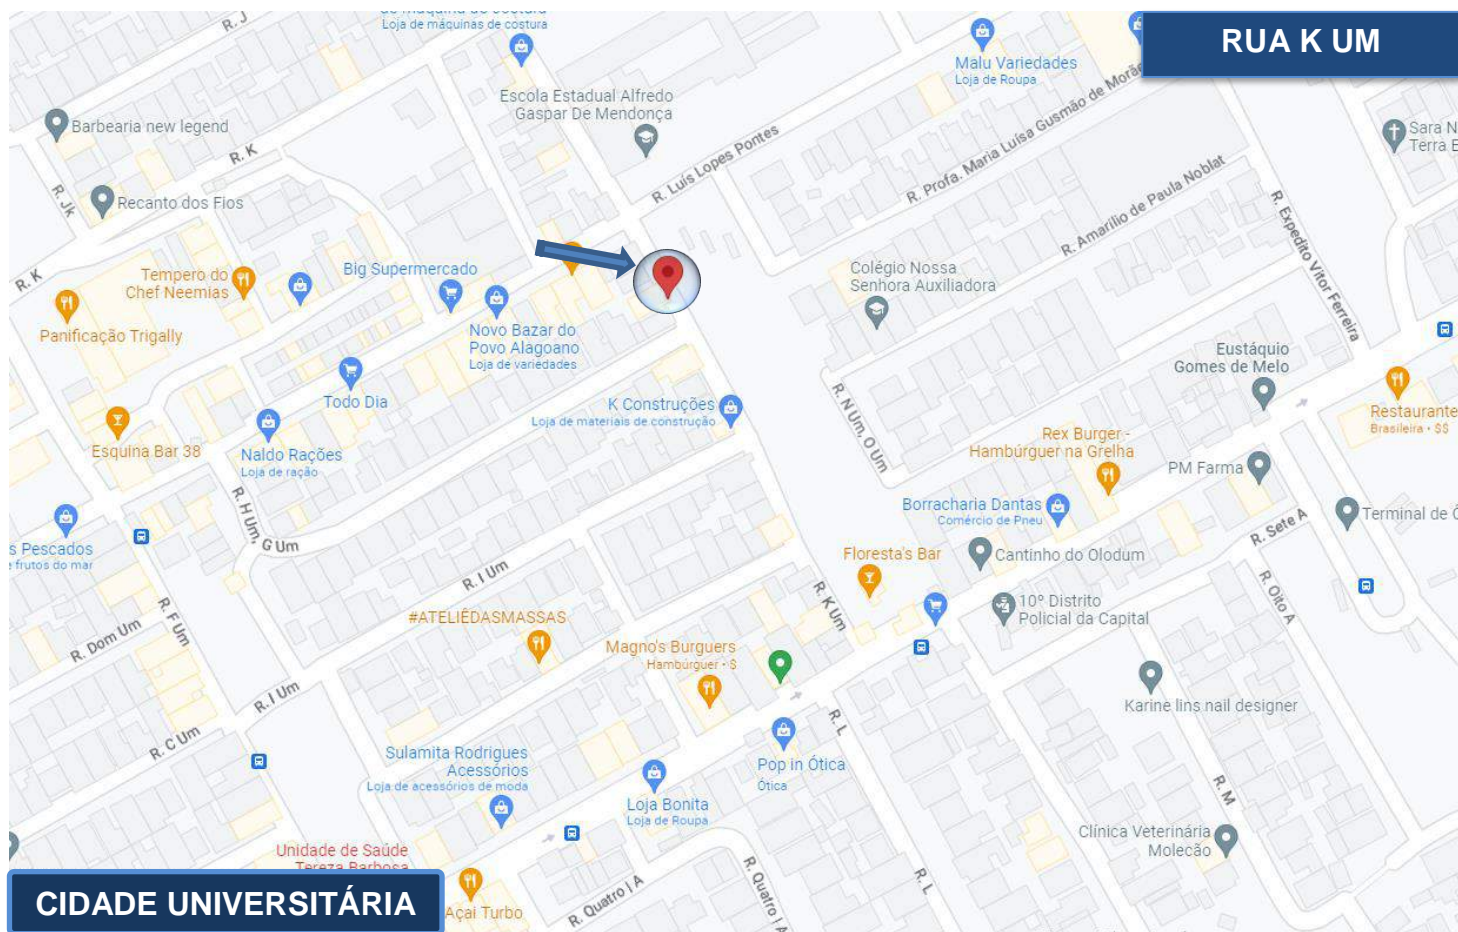 R. J
Loja de máquinas de costura
RUA K UM
Malu Variedades
Loja de Roupa
Escola Estadual Alfredo
Gaspar De Mendonça
Barbearia new legend
R. K
R. Jk
Recanto dos Fios
R. Luís Lopes Pontes
R. Profa. Maria Luísa Gusmão de Morã
R. Amarílio de Paula Noblat
R. Expedito Vitor Ferreira
Sara N
Terra E
R. K
Tempero do
Chef Neemias
Big Supermercado
Panificação Trigally
Novo Bazar do
Povo Alagoano
Loja de variedades
Colégio Nossa
Senhora Auxiliadora
Todo Dia
K Construções
Loja de materiais de construção
R. N Um, O Um
Eustáquio
Gomes de Melo
Restaurante
Brasileira • $$
Esquina Bar 38
Naldo Rações
Loja de ração
Rex Burger -
Hambúrguer na Grelha
PM Farma
Borracharia Dantas
Comércio de Pneu
Terminal de Ô
R. H Um, G Um
s Pescados
frutos do mar
R. I Um
Floresta's Bar
Cantinho do Olodum
R. Sete A
R. Oito A
R. F Um
R. Dom Um
#ATELIÊDASMASSAS
R. K Um
10º Distrito
Policial da Capital
Magno's Burguers
Hambúrguer • $
R. I Um
R. C Um
R. L
Karine lins nail designer
Sulamita Rodrigues
Acessórios
Loja de acessórios de moda
Pop in Ótica
Ótica
R. M
Loja Bonita
Loja de Roupa
Clínica Veterinária
Molecão
Unidade de Saúde
Tereza Barbosa
R. Quatro I A
R. Quatro I A
R. L
CIDADE UNIVERSITÁRIA
Açai Turbo